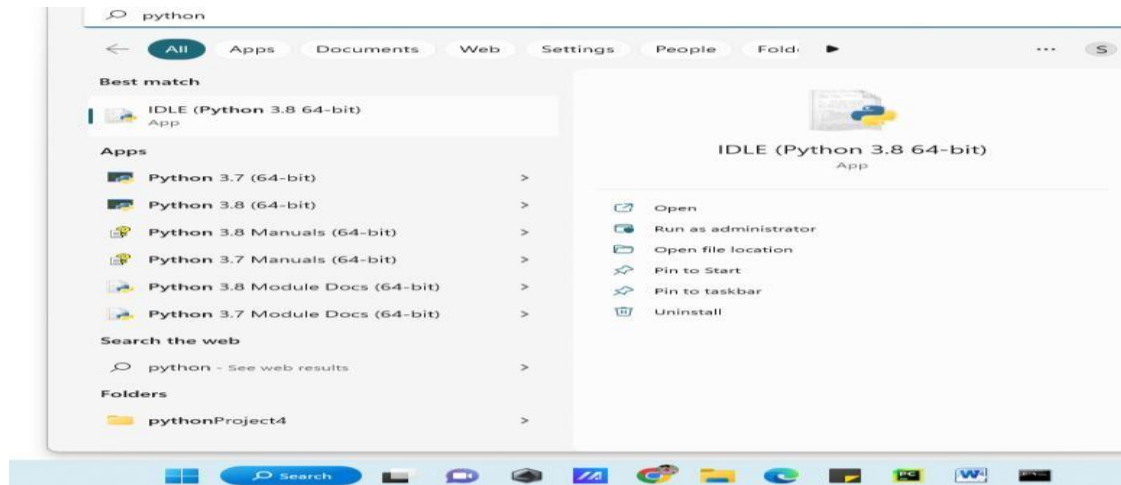 python
All Apps Documents Web Settings People Fold ... S
Best match
IDLE (Python 3.8 64-bit)
App
Apps
Python 3.7 (64-bit)
Python 3.8 (64-bit)
Python 3.8 Manuals (64-bit)
Python 3.7 Manuals (64-bit)
Python 3.8 Module Docs (64-bit)
Python 3.7 Module Docs (64-bit)
Search the web
python - See web results
Folders
pythonProject4
IDLE (Python 3.8 64-bit)
App
Open
Run as administrator
Open file location
Pin to Start
Pin to taskbar
Uninstall
Search PC W